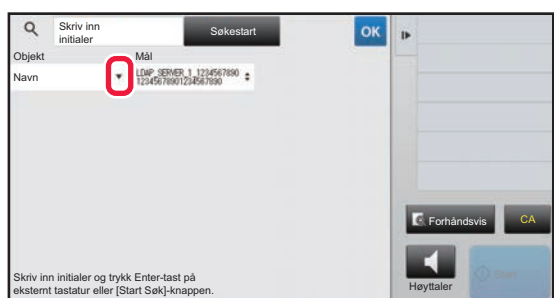 Skriv inn
initialer
Søkestart
OK
Objekt
Mål
Navn
LDAP_SERVER_1_1234567890
12345678901234567890
Forhåndsvis
CA
Høyttaler
Start
Skriv inn initialer og trykk Enter-tast på
eksternt tastatur eller [Start Søk]-knappen.